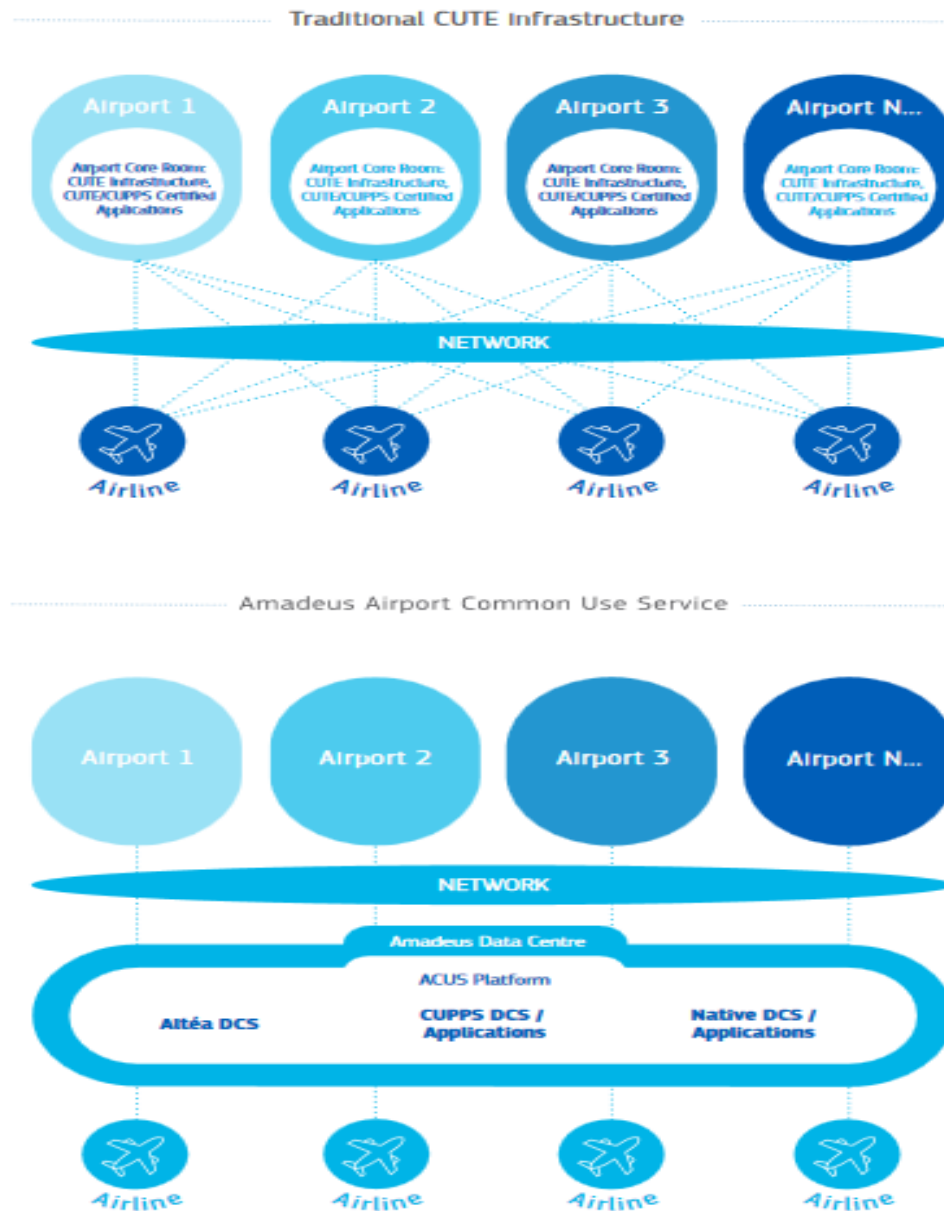 Traditional CUTE Infrastructure
Airport 1
Airport 2
Airport 3
Airport N...
Airport Core Room:
CUTE Infrastructure,
CUTE/CUPPS Certified
Applications
Airport Core Room:
CUTE Infrastructure,
CUTE/CUPPS Certified
Applications
Airport Core Room:
CUTE Infrastructure,
CUTE/CUPPS Certified
Applications
Airport Core Room:
CUTE Infrastructure,
CUTE/CUPPS Certified
Applications
NETWORK
Airline
Airline
Airline
Airline
Amadeus Airport Common Use Service
Airport 1
Airport 2
Airport 3
Airport N...
NETWORK
Amadeus Data Centre
ACUS Platform
Altéa DCS
CUPPS DCS /
Applications
Native DCS /
Applications
Airline
Airline
Airline
Airline